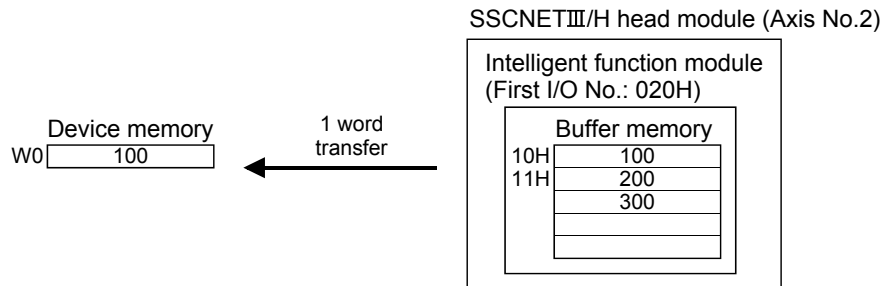 SSCNETⅢ/H head module (Axis No.2)
Intelligent function module
(First I/O No.: 020H)
Device memory
1 word
transfer
Buffer memory
W0 100
10H 100
11H 200
300